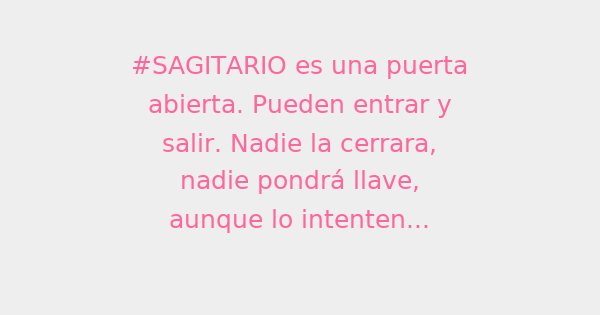 #SAGITARIO es una puerta
abierta. Pueden entrar y
salir. Nadie la cerrara,
nadie pondrá llave,
aunque lo intenten...